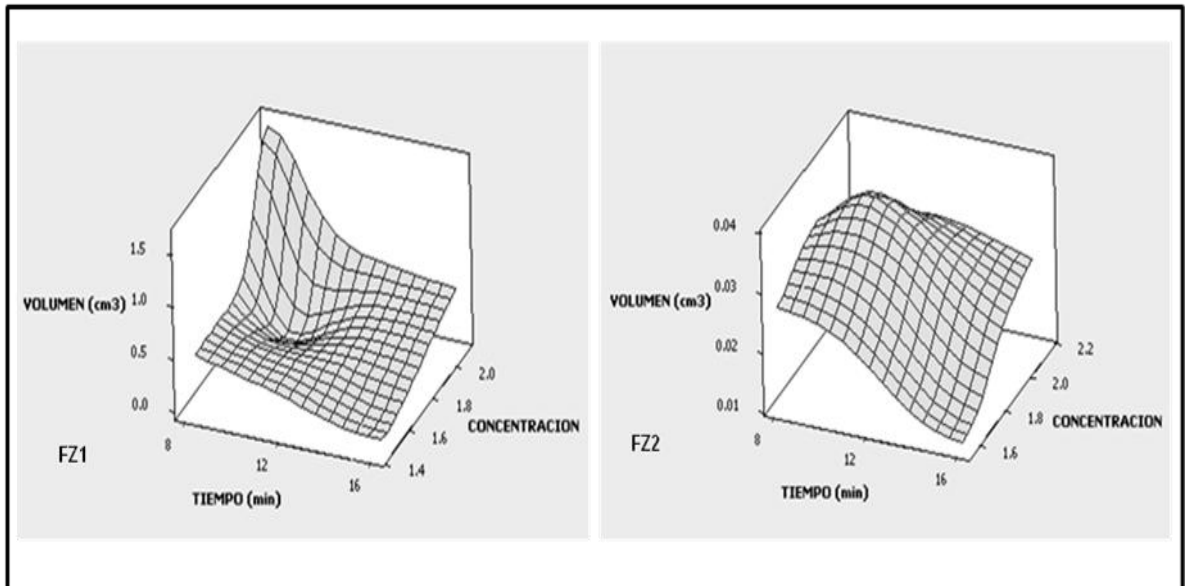 1.5
VOLUMEN (cm3) 1.0
0.5
0.0
8
12
16
TIEMPO (min)
1.4
1.6
1.8
2.0
CONCENTRACION
FZ1
0.04
0.03
VOLUMEN (cm3)
0.02
0.01
8
12
16
TIEMPO (min)
1.6
1.8
2.0
2.2
CONCENTRACION
FZ2